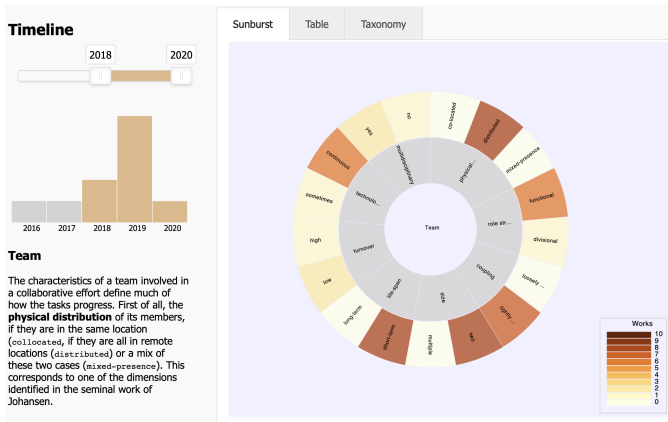 Timeline
2018
2020
2016 2017 2018 2019 2020
Team
The characteristics of a team involved in
a collaborative effort define much of
how the tasks progress. First of all, the
physical distribution of its members,
if they are in the same location
(collocated, if they are all in remote
locations (distributed) or a mix of
these two cases (mixed-presence). This
corresponds to one of the dimensions
identified in the seminal work of
Johansen.
Sunburst Table Taxonomy
Team
physical...
role str...
coupling
size
life-span
turnover
technolo...
multidisciplinary
co-located
distributed
mixed-presence
functional
divisional
loosely ...
tightly ...
two
multiple
short-term
long-term
low
high
sometimes
continuous
yes
no
Works
10
9
8
7
6
5
4
3
2
1
0